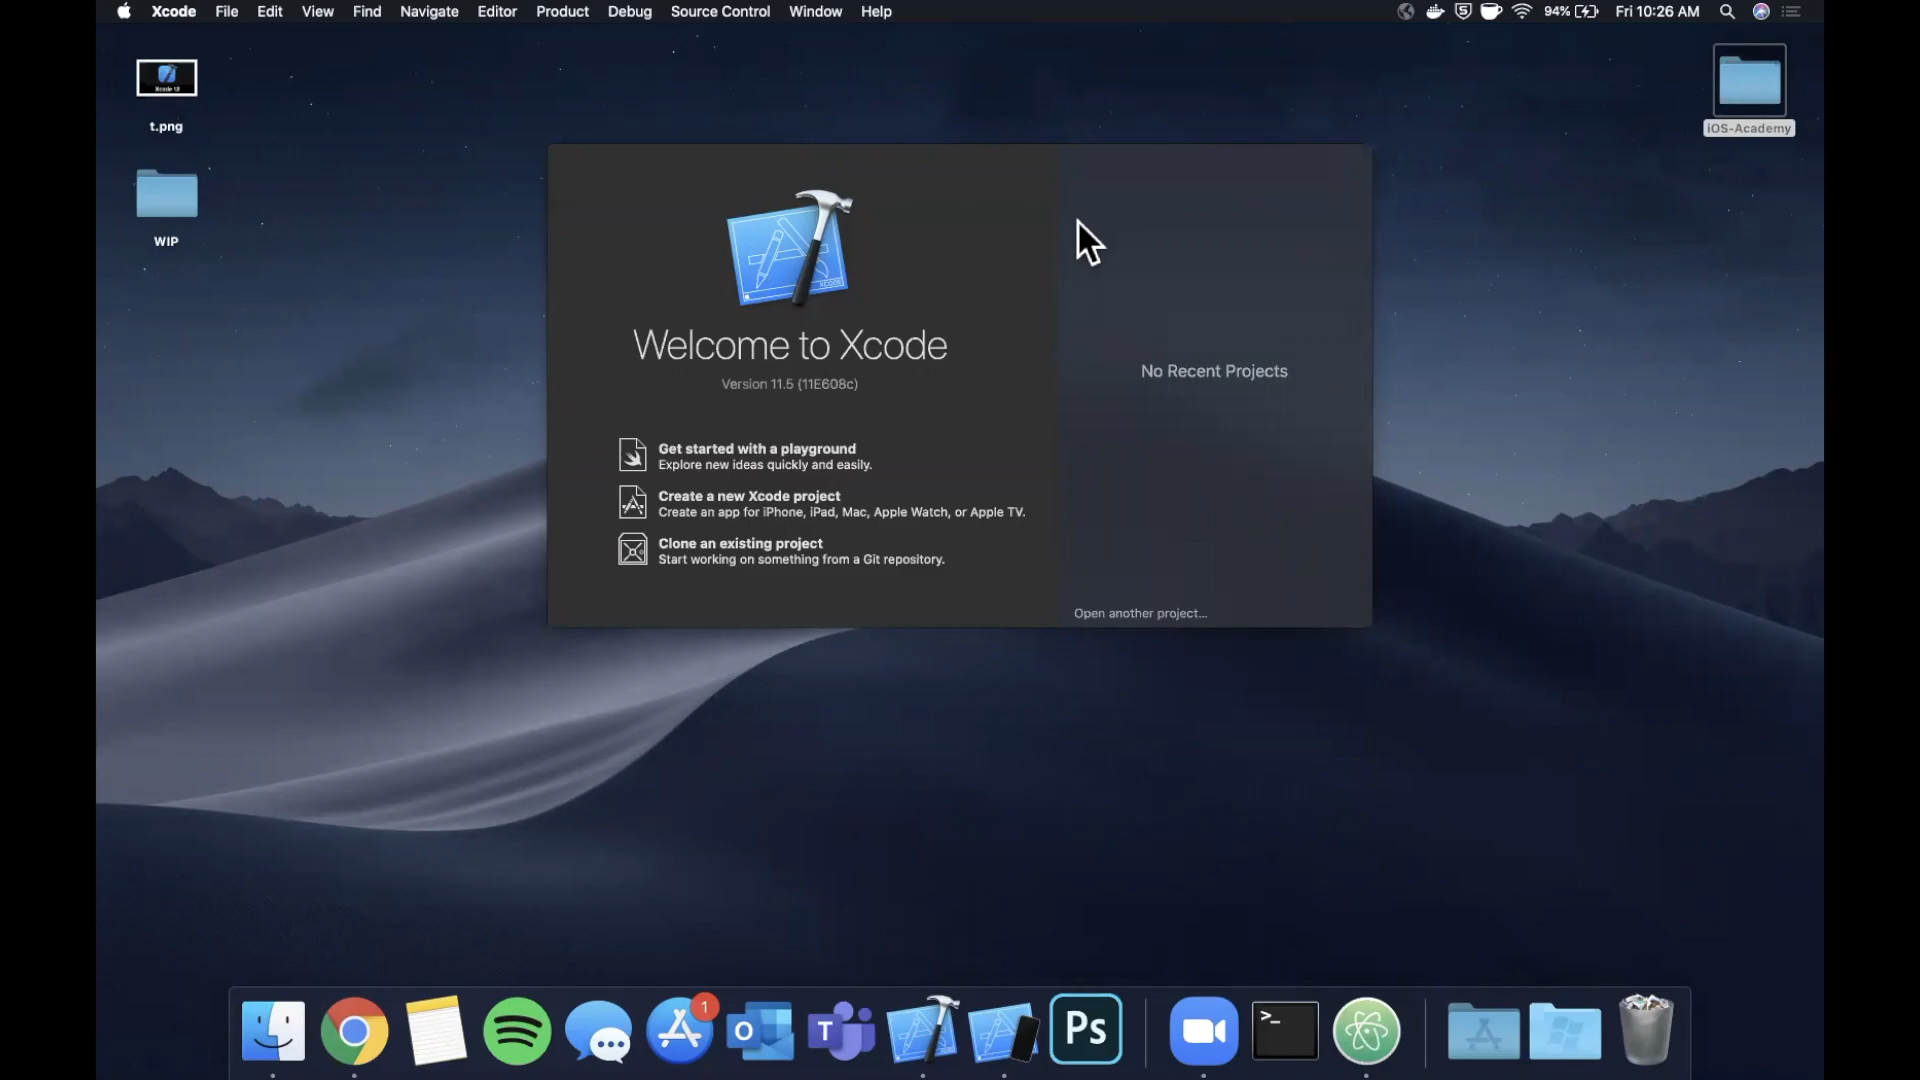 Xcode File Edit View Find Navigate Editor Product Debug Source Control Window Help
94% Fri 10:26 AM
Xcode 12
t.png
WIP
iOS-Academy
XCODE
Welcome to Xcode
Version 11.5 (11E608c)
Get started with a playground
Explore new ideas quickly and easily.
Create a new Xcode project
Create an app for iPhone, iPad, Mac, Apple Watch, or Apple TV.
Clone an existing project
Start working on something from a Git repository.
No Recent Projects
Open another project...
1
O
T
Ps
>_